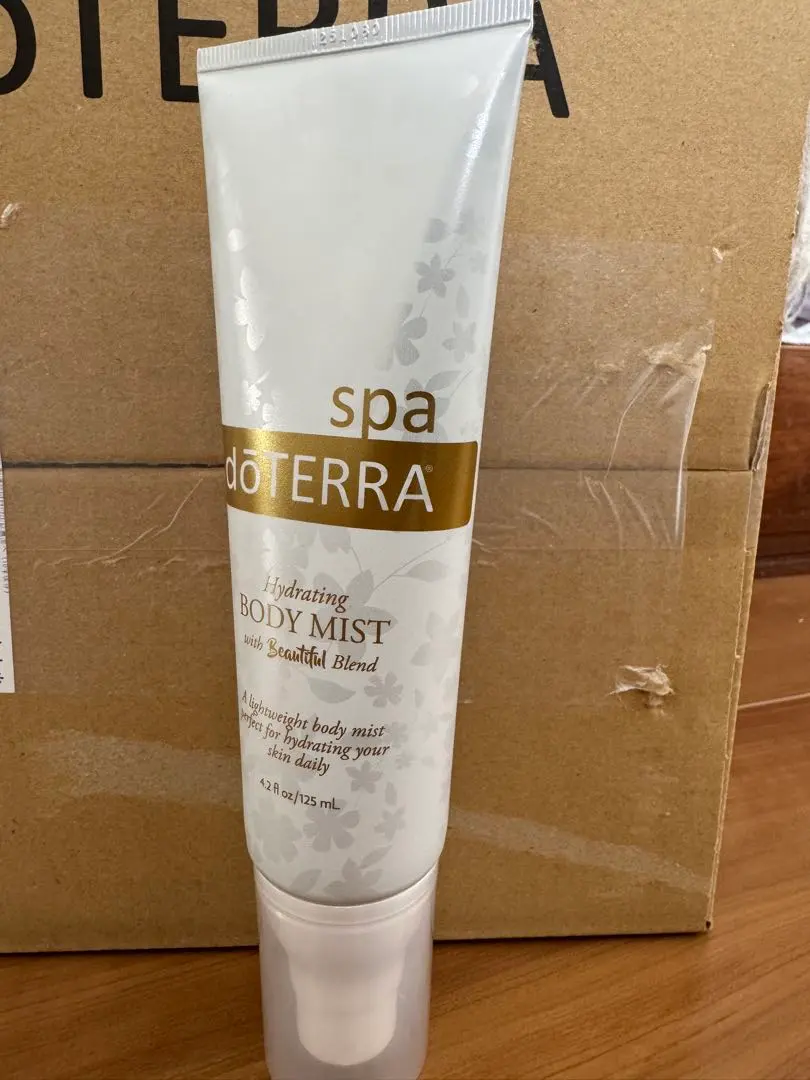 251080
spa
dōTERRA®
Hydrating
BODY MIST
with Beautiful Blend
A lightweight body mist
perfect for hydrating your
skin daily
4.2 fl oz/125 mL